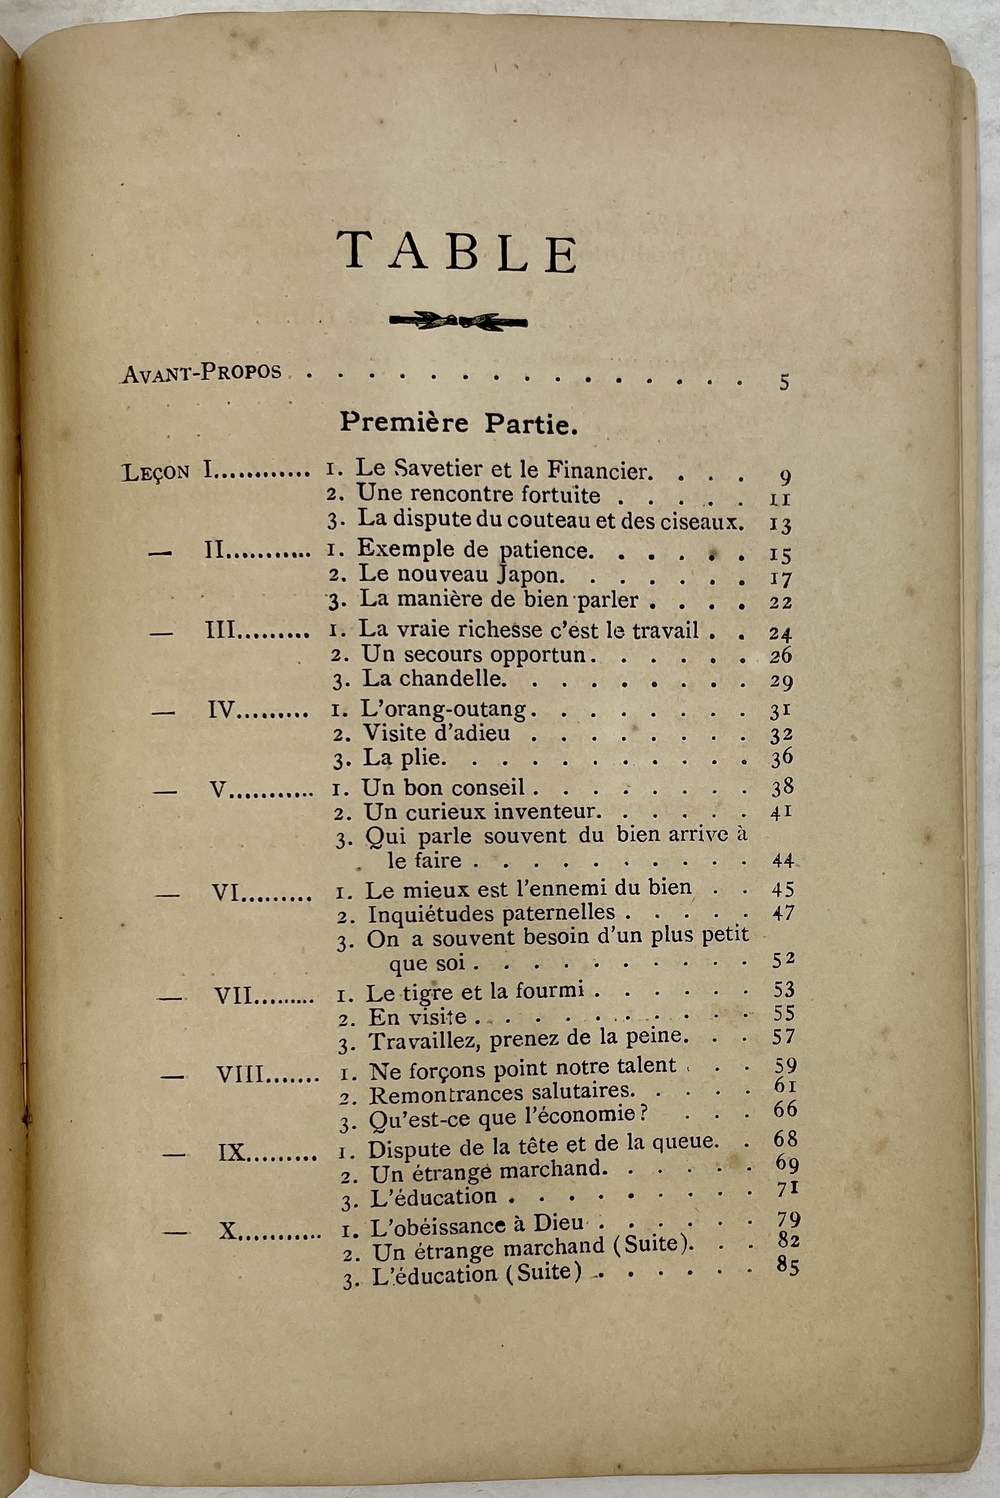 TABLE
AVANT-PROPOS . . . . . . . . . . . . . . . 5
Première Partie.
LEÇON I............ 1. Le Savetier et le Financier. . . . 9
2. Une rencontre fortuite . . . . . 11
3. La dispute du couteau et des ciseaux. 13
— II........... 1. Exemple de patience. . . . . . 15
2. Le nouveau Japon. . . . . . . 17
3. La manière de bien parler . . . . 22
— III......... 1. La vraie richesse c'est le travail . . 24
2. Un secours opportun. . . . . . 26
3. La chandelle. . . . . . . . . 29
— IV......... 1. L'orang-outang. . . . . . . . 31
2. Visite d'adieu . . . . . . . . 32
3. La plie. . . . . . . . . . . 36
— V........... 1. Un bon conseil . . . . . . . . 38
2. Un curieux inventeur. . . . . . 41
3. Qui parle souvent du bien arrive à
le faire . . . . . . . . . . 44
— VI......... 1. Le mieux est l'ennemi du bien . . 45
2. Inquiétudes paternelles . . . . . 47
3. On a souvent besoin d'un plus petit
que soi . . . . . . . . . . 52
— VII......... 1. Le tigre et la fourmi . . . . . . 53
2. En visite . . . . . . . . . . 55
3. Travaillez, prenez de la peine. . . 57
— VIII....... 1. Ne forçons point notre talent . . . 59
2. Remontrances salutaires. . . . . 61
3. Qu'est-ce que l'économie ? . . . 66
— IX......... 1. Dispute de la tête et de la queue. . 68
2. Un étrange marchand. . . . . . 69
3. L'éducation . . . . . . . . . 71
— X........... 1. L'obéissance à Dieu . . . . . . 79
2. Un étrange marchand (Suite). . . 82
3. L'éducation (Suite) . . . . . . 85